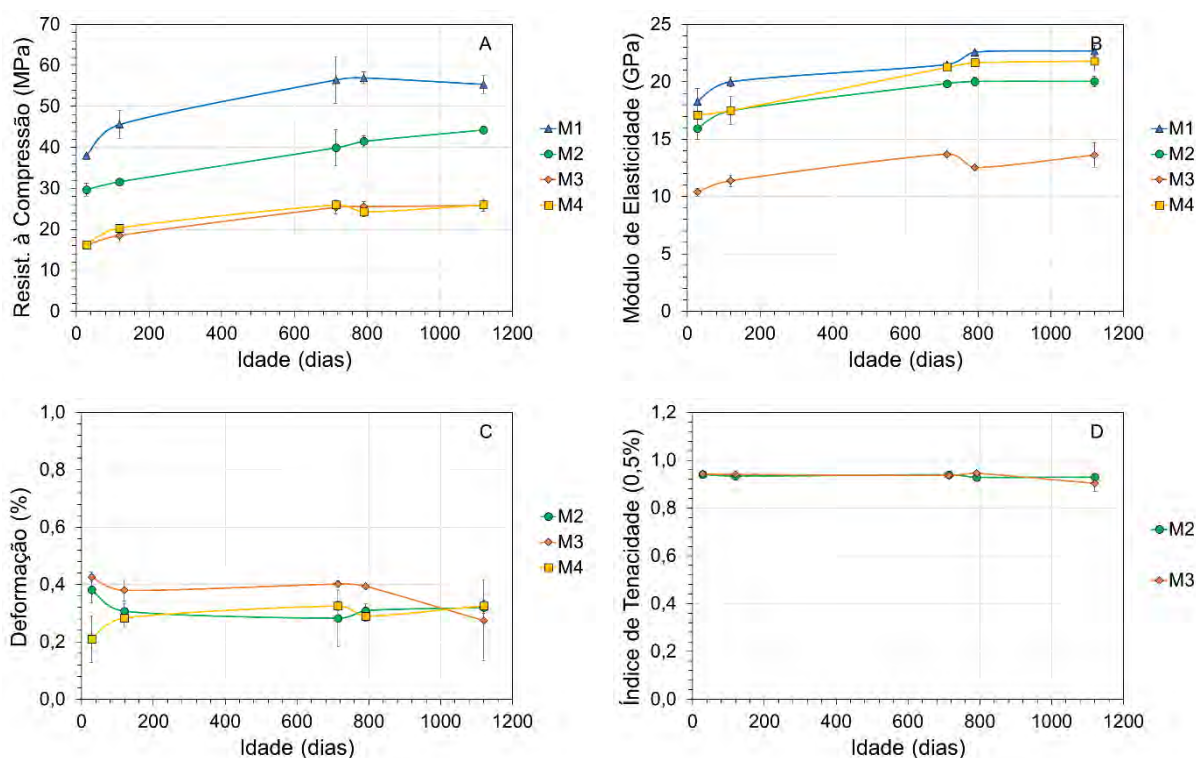 A
Resist. à Compressão (MPa)
70
60
50
40
30
20
10
0
0 200 400 600 800 1000 1200
Idade (dias)
M1
M2
M3
M4
B
Módulo de Elasticidade (GPa)
25
20
15
10
5
0
0 200 400 600 800 1000 1200
Idade (dias)
M1
M2
M3
M4
C
Deformação (%)
1,0
0,8
0,6
0,4
0,2
0,0
0 200 400 600 800 1000 1200
Idade (dias)
M2
M3
M4
D
Índice de Tenacidade (0,5%)
1,2
1,0
0,8
0,6
0,4
0,2
0,0
0 200 400 600 800 1000 1200
Idade (dias)
M2
M3